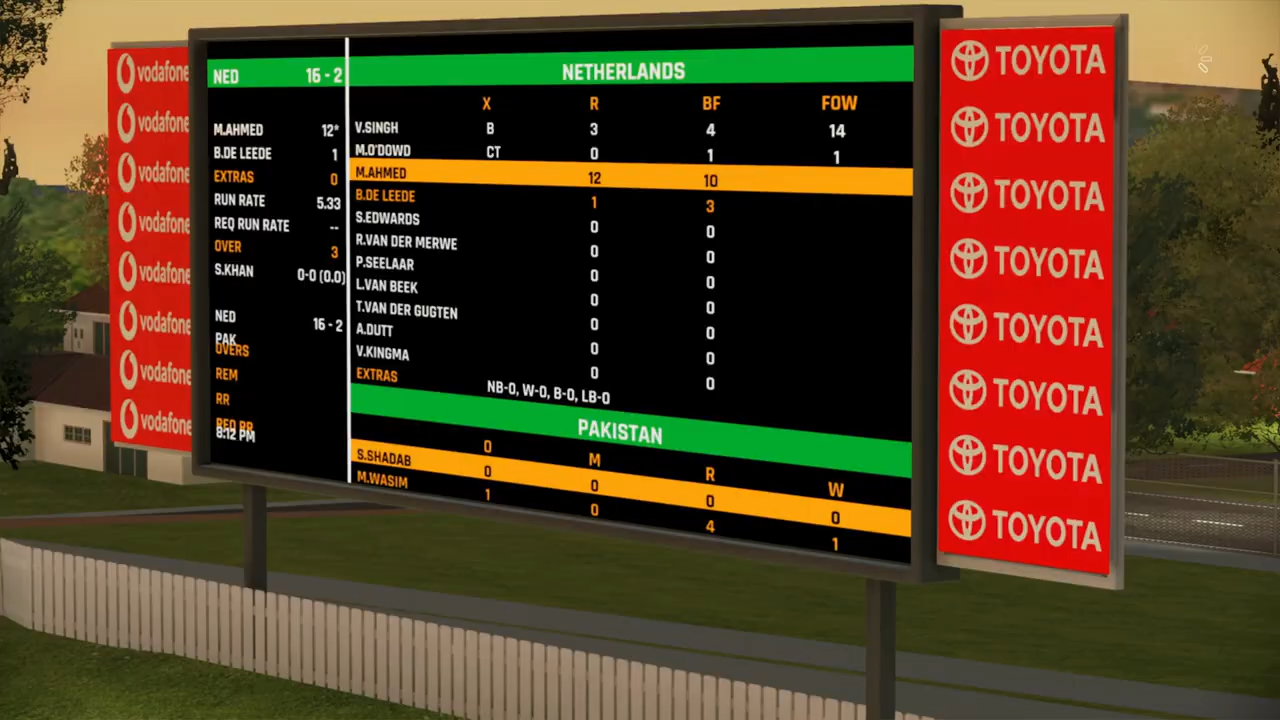 vodafone
vodafone
vodafone
vodafone
vodafone
vodafone
vodafone
vodafone
NED 16 - 2
M.AHMED 12*
B.DE LEEDE 1
EXTRAS 0
RUN RATE 5.33
REQ RUN RATE --
OVER 3
S.KHAN 0-0 (0.0)
NED 16 - 2
PAK
OVERS
REM
RR
REQ RR
8:12 PM
NETHERLANDS
X R BF FOW
V.SINGH B 3 4 14
M.O'DOWD CT 0 1 1
M.AHMED 12 10
B.DE LEEDE 1 3
S.EDWARDS 0 0
R.VAN DER MERWE 0 0
P.SEELAAR 0 0
L.VAN BEEK 0 0
T.VAN DER GUGTEN 0 0
A.DUTT 0 0
V.KINGMA 0 0
EXTRAS NB-0, W-0, B-0, LB-0
PAKISTAN
O M R W
S.SHADAB 0 0 0 0
M.WASIM 1 0 4 1
TOYOTA
TOYOTA
TOYOTA
TOYOTA
TOYOTA
TOYOTA
TOYOTA
TOYOTA